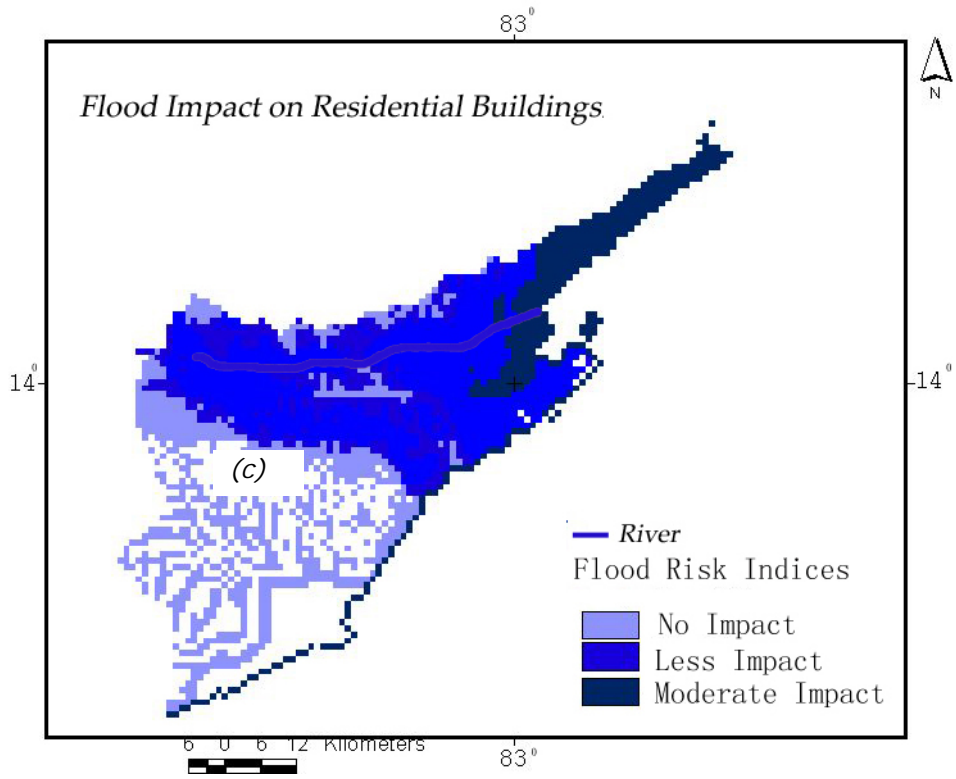 83°
N
Flood Impact on Residential Buildings
14°
14°
(c)
River
Flood Risk Indices
No Impact
Less Impact
Moderate Impact
6 0 6 12 Kilometers
83°